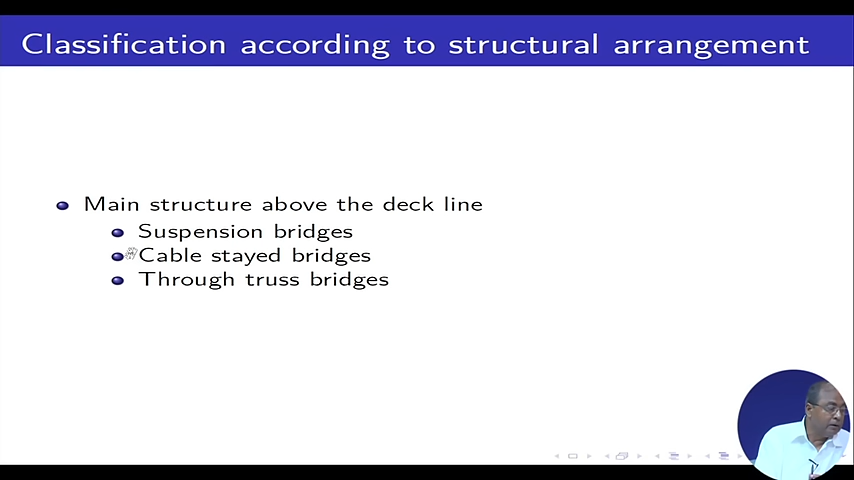 Classification according to structural arrangement
Main structure above the deck line
Suspension bridges
Cable stayed bridges
Through truss bridges